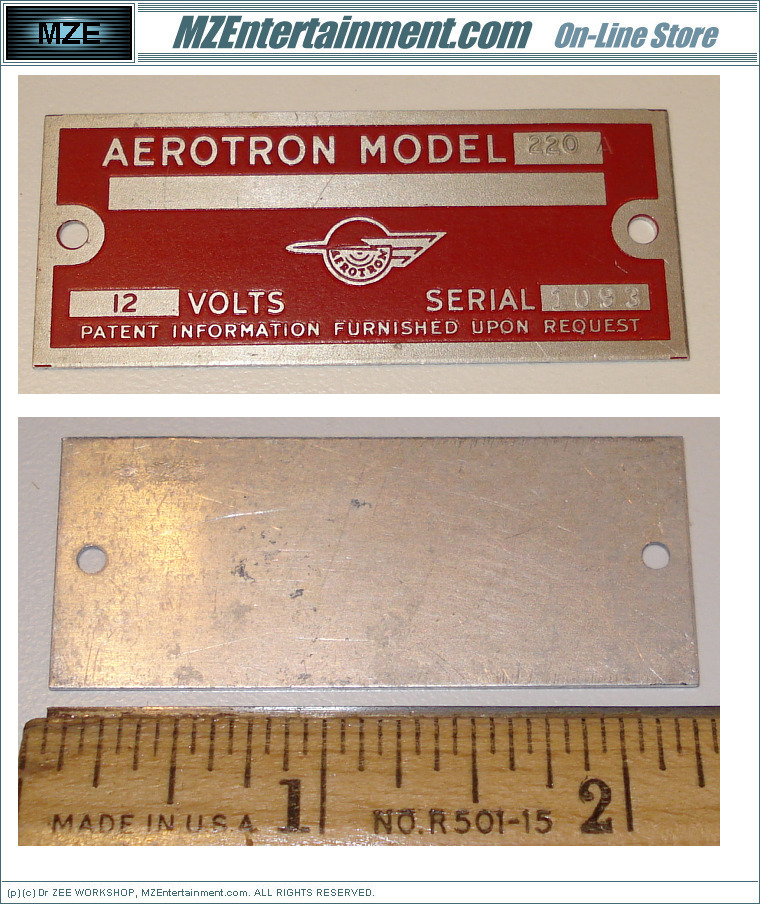 MZE
MZEntertainment.com On-Line Store
AEROTRON MODEL 220 A
AEROTRON
12 VOLTS SERIAL 1093
PATENT INFORMATION FURNISHED UPON REQUEST
1 2
MADE IN U.S.A NO.R501-15
(p)(c) Dr ZEE WORKSHOP, MZEntertainment.com. ALL RIGHTS RESERVED.